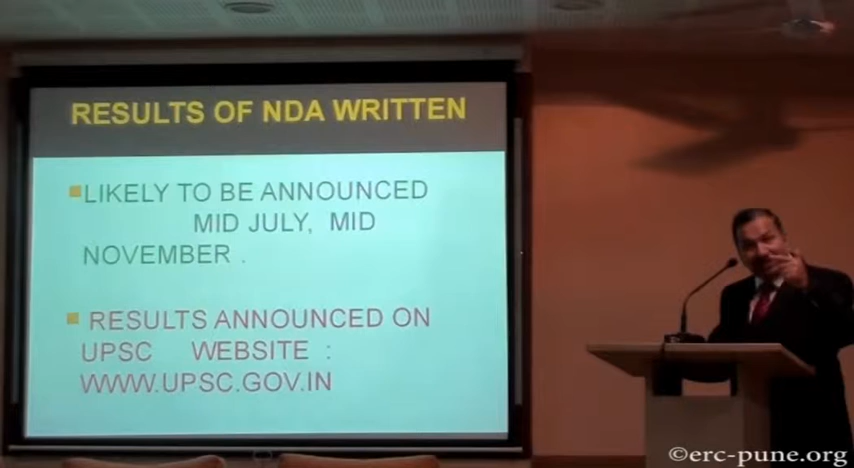 RESULTS OF NDA WRITTEN
LIKELY TO BE ANNOUNCED
MID JULY, MID
NOVEMBER .
RESULTS ANNOUNCED ON
UPSC WEBSITE :
WWW.UPSC.GOV.IN
©erc-pune.org